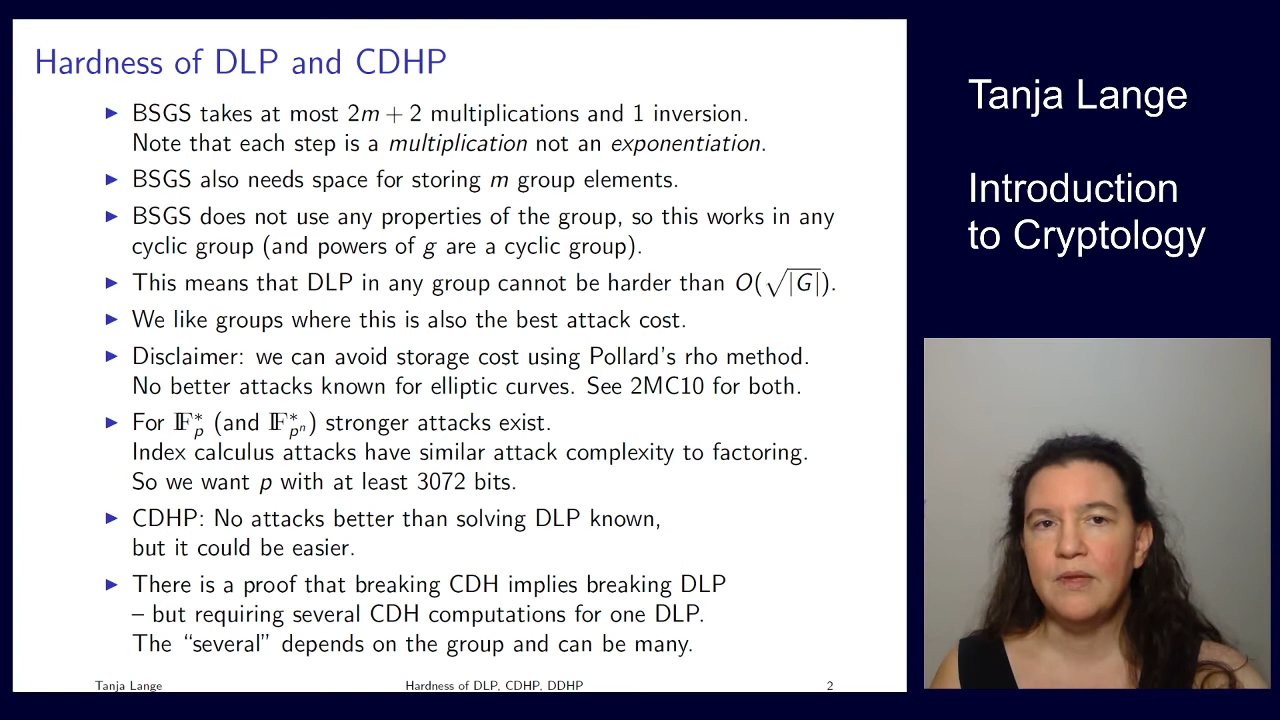 Hardness of DLP and CDHP
▶ BSGS takes at most 2m + 2 multiplications and 1 inversion.
Note that each step is a multiplication not an exponentiation.
▶ BSGS also needs space for storing m group elements.
▶ BSGS does not use any properties of the group, so this works in any
cyclic group (and powers of g are a cyclic group).
▶ This means that DLP in any group cannot be harder than O(√|G|).
▶ We like groups where this is also the best attack cost.
▶ Disclaimer: we can avoid storage cost using Pollard's rho method.
No better attacks known for elliptic curves. See 2MC10 for both.
▶ For 𝔽*ₚ (and 𝔽*ₚⁿ) stronger attacks exist.
Index calculus attacks have similar attack complexity to factoring.
So we want p with at least 3072 bits.
▶ CDHP: No attacks better than solving DLP known,
but it could be easier.
▶ There is a proof that breaking CDH implies breaking DLP
– but requiring several CDH computations for one DLP.
The “several” depends on the group and can be many.
Tanja Lange Hardness of DLP, CDHP, DDHP 2
Tanja Lange
Introduction
to Cryptology